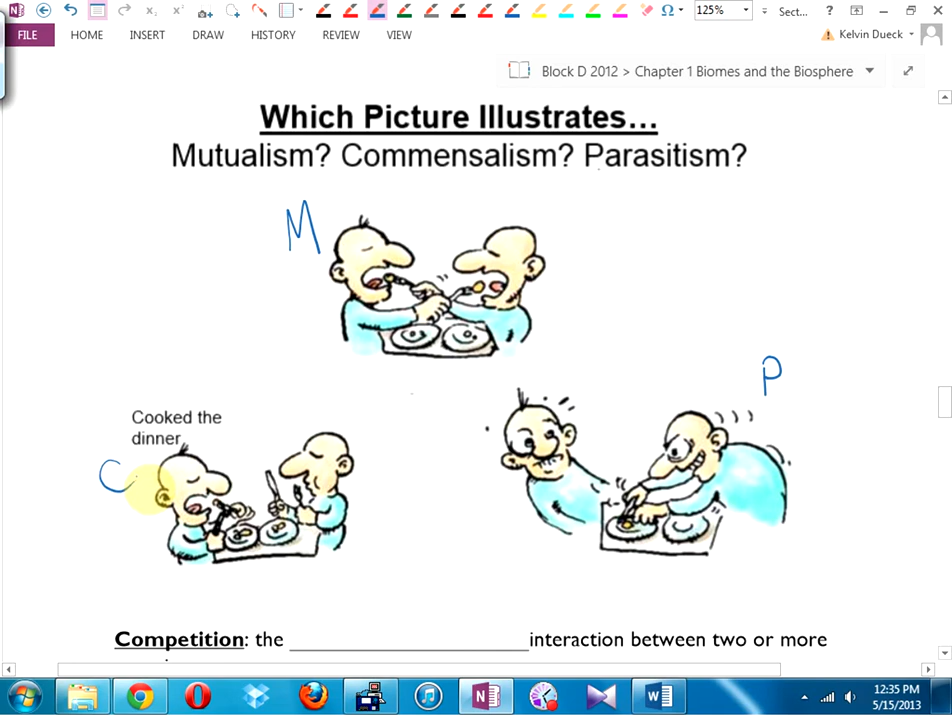 125%
Sect...
?
FILE HOME INSERT DRAW HISTORY REVIEW VIEW
Kelvin Dueck
Block D 2012 > Chapter 1 Biomes and the Biosphere
Which Picture Illustrates...
Mutualism? Commensalism? Parasitism?
M
P
Cooked the
dinner
C
Competition: the ____________________ interaction between two or more
12:35 PM
5/15/2013